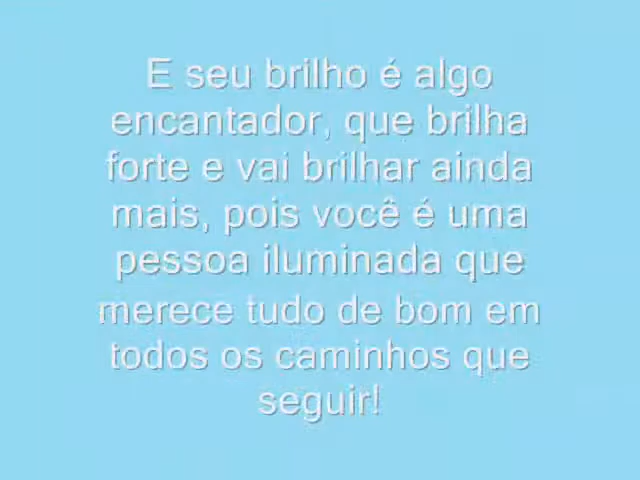 E seu brilho é algo
encantador, que brilha
forte e vai brilhar ainda
mais, pois você é uma
pessoa iluminada que
merece tudo de bom em
todos os caminhos que
seguir!